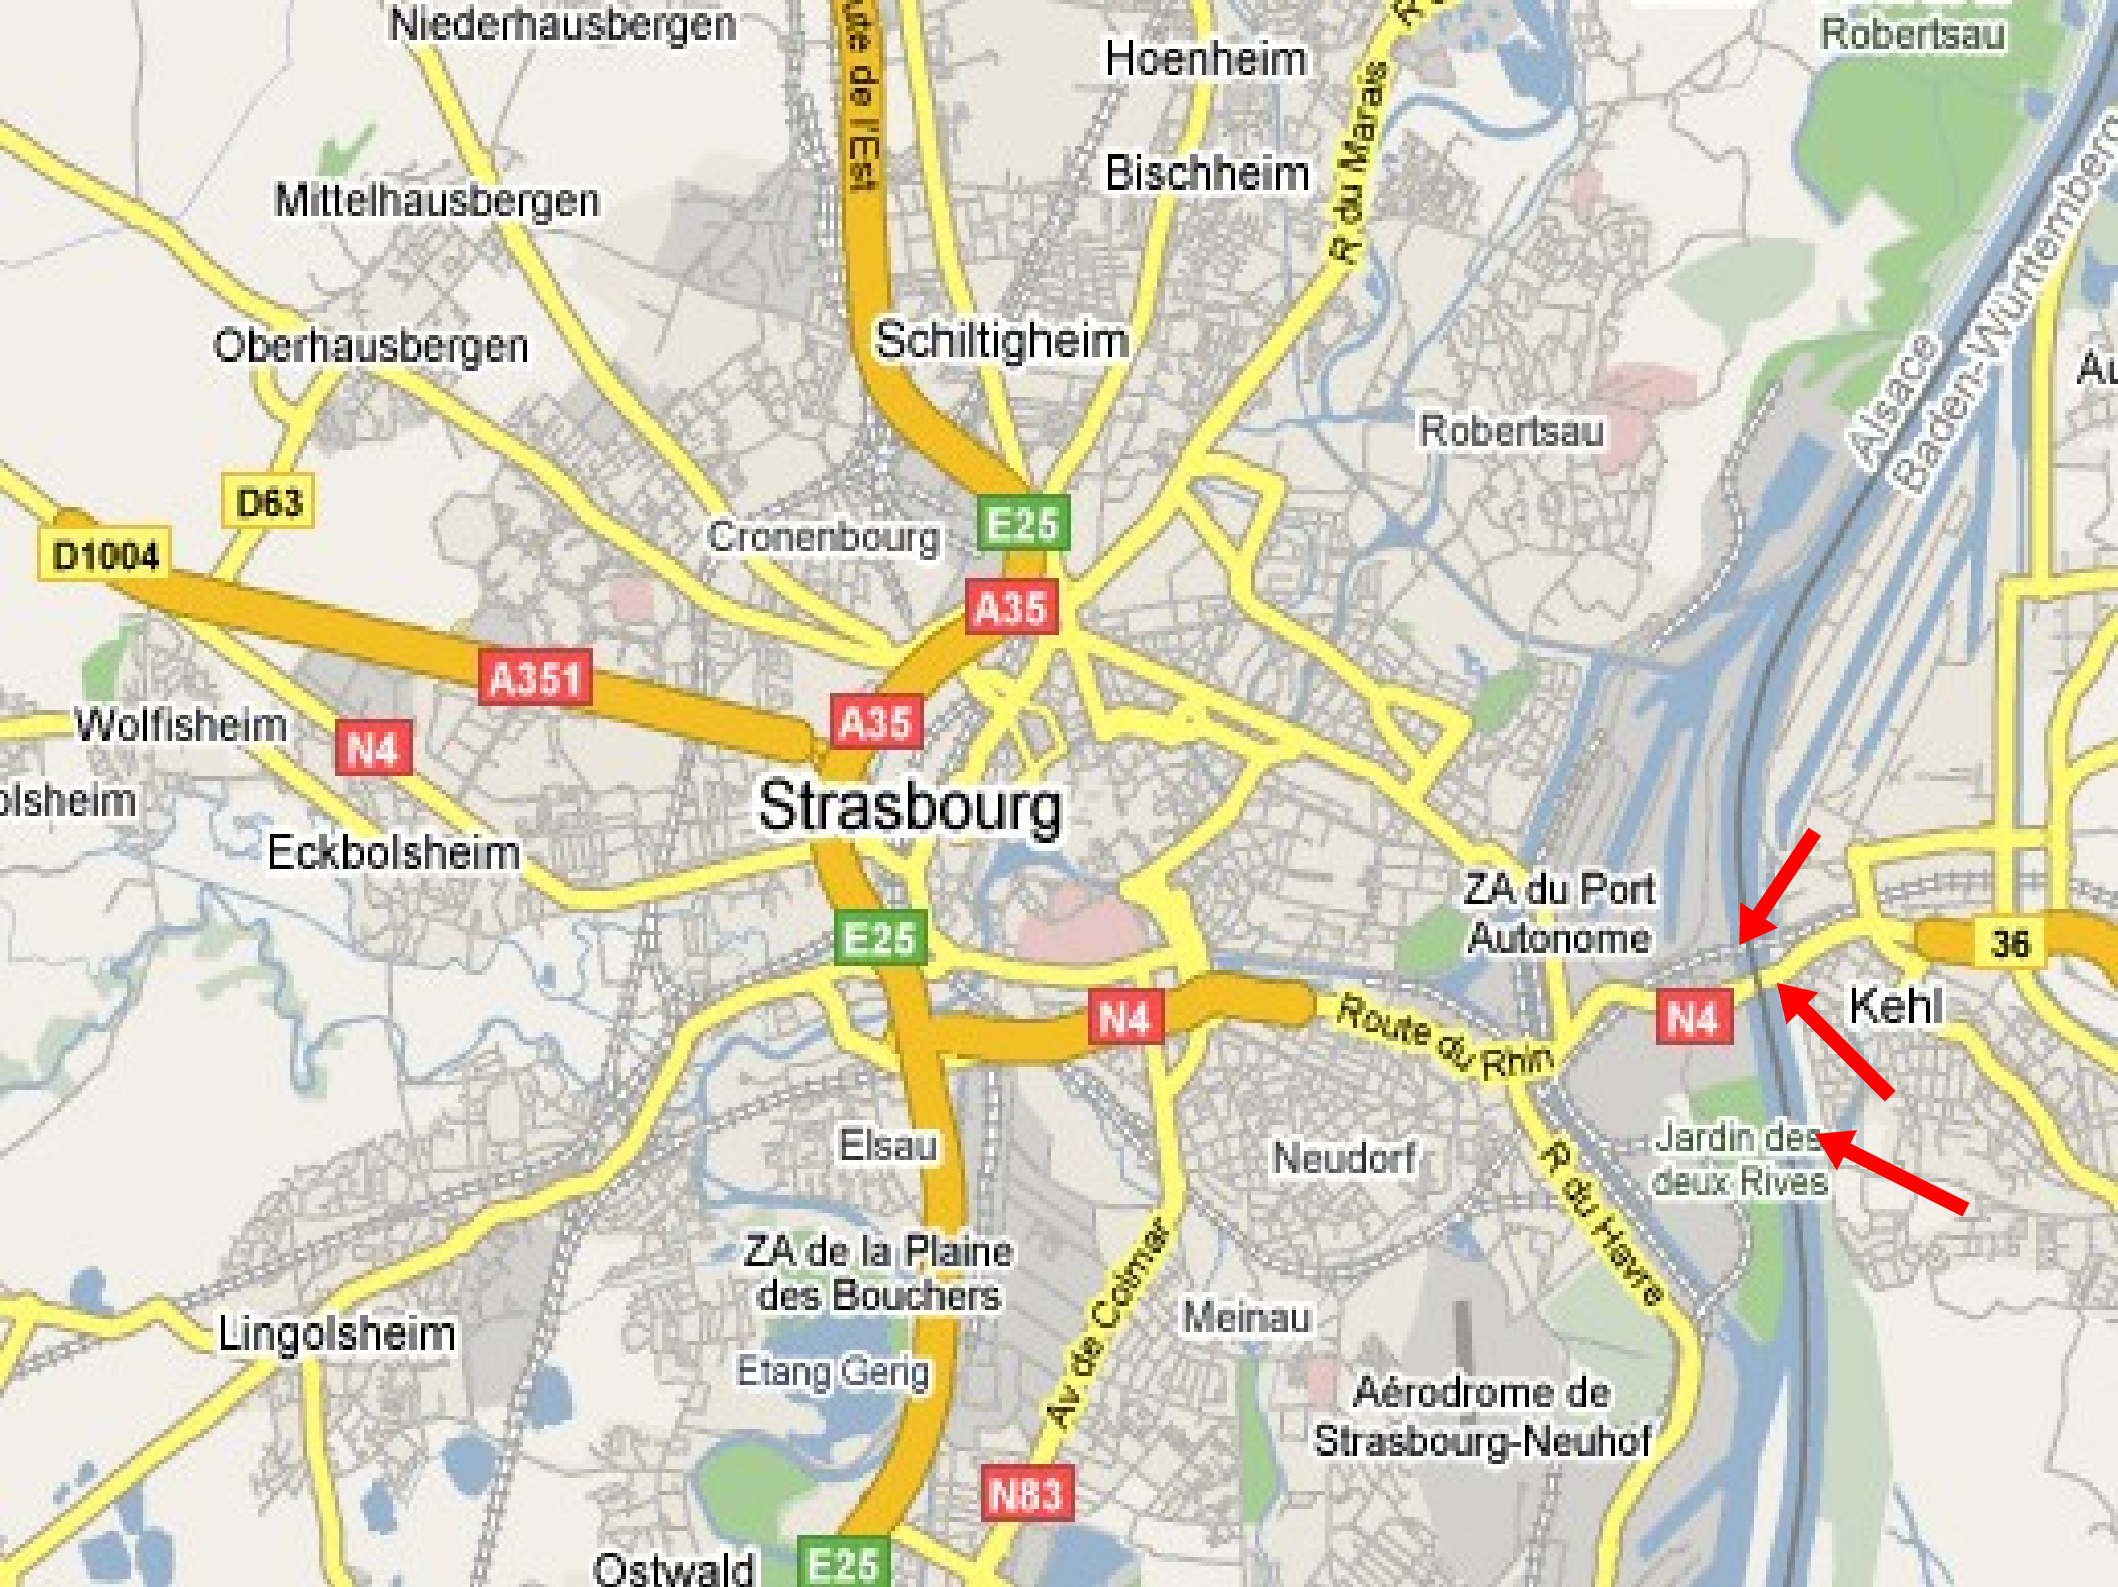 Niederhausbergen
ute de l'Est
Hoenheim
Robertsau
R du Marais
Bischheim
Mittelhausbergen
Oberhausbergen
Schiltigheim
Alsace
Baden-Württemberg
Robertsau
D63
D1004
Cronenbourg
E25
A35
A351
A35
Wolfisheim
N4
olsheim
Strasbourg
Eckbolsheim
ZA du Port
Autonome
E25
36
N4
Route du Rhin
N4
Kehl
Elsau
Neudorf
Jardin des
deux Rives
R du Havre
ZA de la Plaine
des Bouchers
Av de Colmar
Meinau
Lingolsheim
Etang Gerig
Aérodrome de
Strasbourg-Neuhof
N83
Ostwald
E25